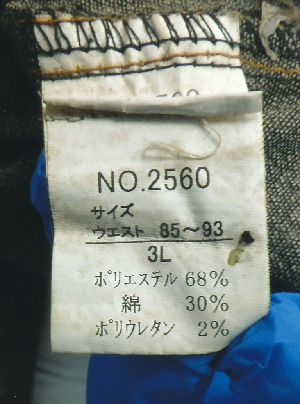 NO.2560
サイズ
ウエスト 85〜93
3L
ポリエステル 68%
綿 30%
ポリウレタン 2%